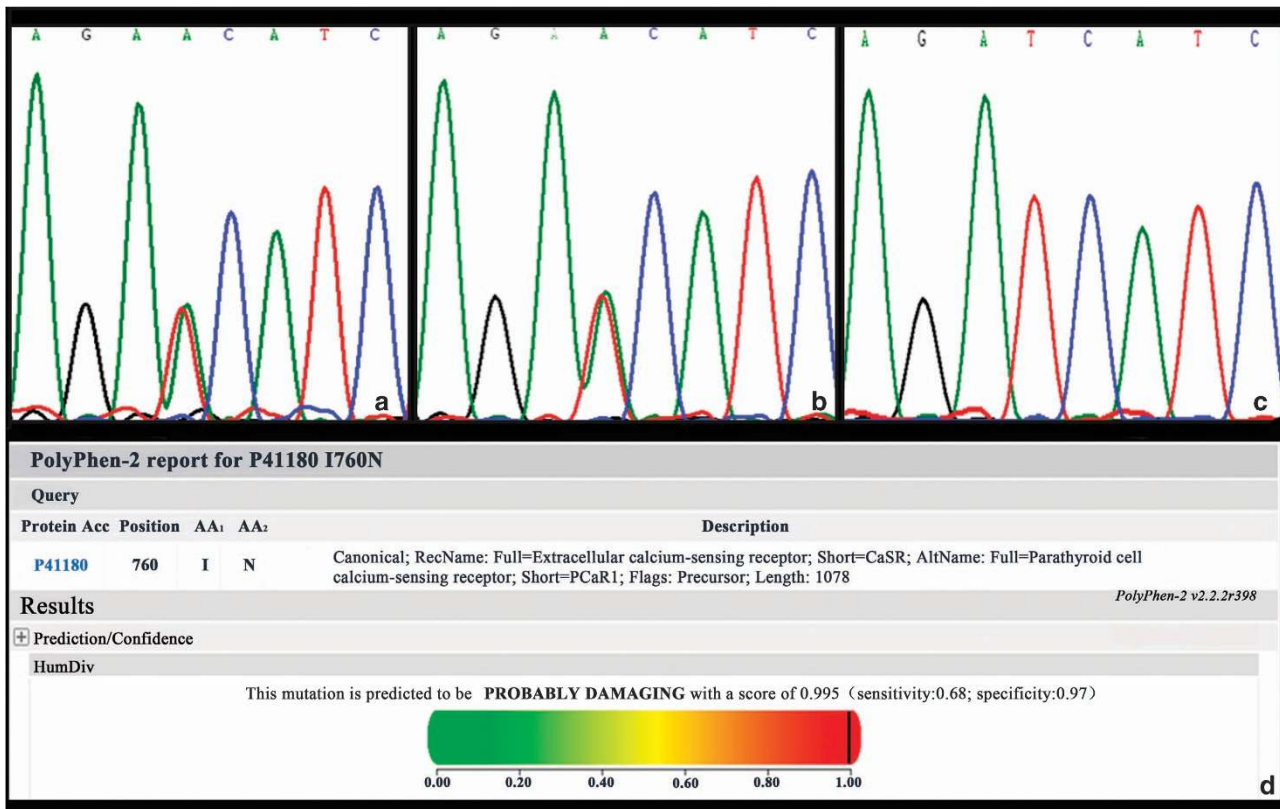 A G A A C A T C
a
A G A A C A T C
b
A G A T C A T C
c
PolyPhen-2 report for P41180 I760N
Query
Protein Acc Position AA1 AA2 Description
P41180 760 I N Canonical; RecName: Full=Extracellular calcium-sensing receptor; Short=CaSR; AltName: Full=Parathyroid cell
calcium-sensing receptor; Short=PCaR1; Flags: Precursor; Length: 1078
Results
PolyPhen-2 v2.2.2r398
+ Prediction/Confidence
HumDiv
This mutation is predicted to be PROBABLY DAMAGING with a score of 0.995 (sensitivity:0.68; specificity:0.97)
0.00 0.20 0.40 0.60 0.80 1.00
d